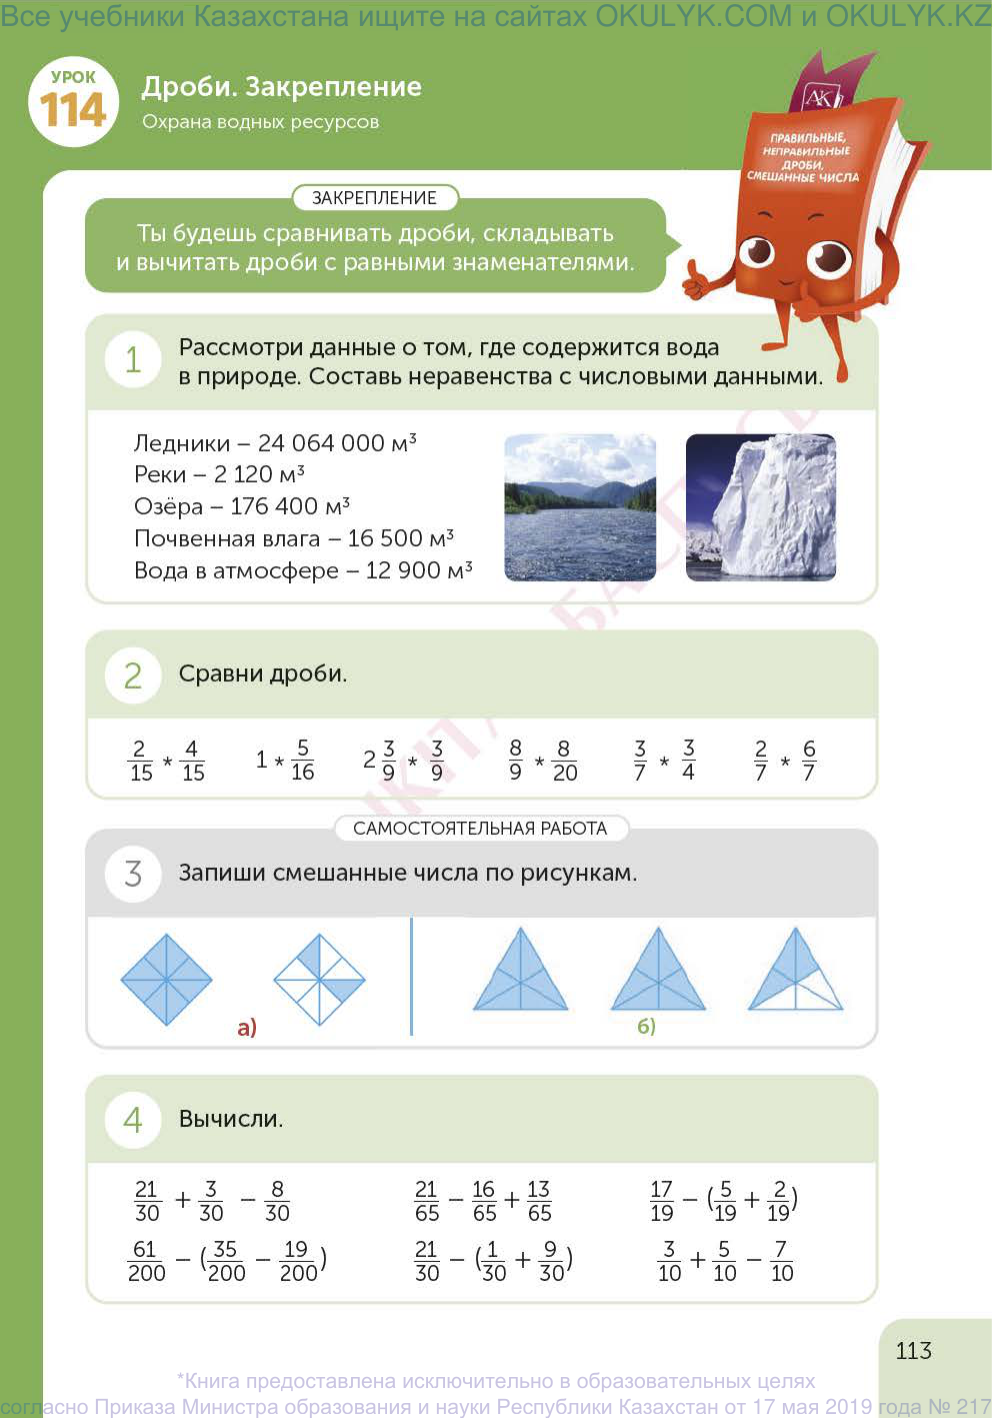 Все учебники Казахстана ищите на сайтах OKULYK.COM и OKULYK.KZ
УРОК
114
Дроби. Закрепление
Охрана водных ресурсов
АК
ПРАВИЛЬНЫЕ,
НЕПРАВИЛЬНЫЕ
ДРОБИ,
СМЕШАННЫЕ ЧИСЛА
ЗАКРЕПЛЕНИЕ
Ты будешь сравнивать дроби, складывать
и вычитать дроби с равными знаменателями.
1
Рассмотри данные о том, где содержится вода
в природе. Составь неравенства с числовыми данными.
Ледники – 24 064 000 м³
Реки – 2 120 м³
Озёра – 176 400 м³
Почвенная влага – 16 500 м³
Вода в атмосфере – 12 900 м³
2
Сравни дроби.
2/15 * 4/15 1 * 5/16 2 3/9 * 3/9 8/9 * 8/20 3/7 * 3/4 2/7 * 6/7
САМОСТОЯТЕЛЬНАЯ РАБОТА
3
Запиши смешанные числа по рисункам.
а) б)
4
Вычисли.
21/30 + 3/30 − 8/30 21/65 − 16/65 + 13/65 17/19 − (5/19 + 2/19)
61/200 − (35/200 − 19/200) 21/30 − (1/30 + 9/30) 3/10 + 5/10 − 7/10
113
*Книга предоставлена исключительно в образовательных целях
согласно Приказа Министра образования и науки Республики Казахстан от 17 мая 2019 года № 217